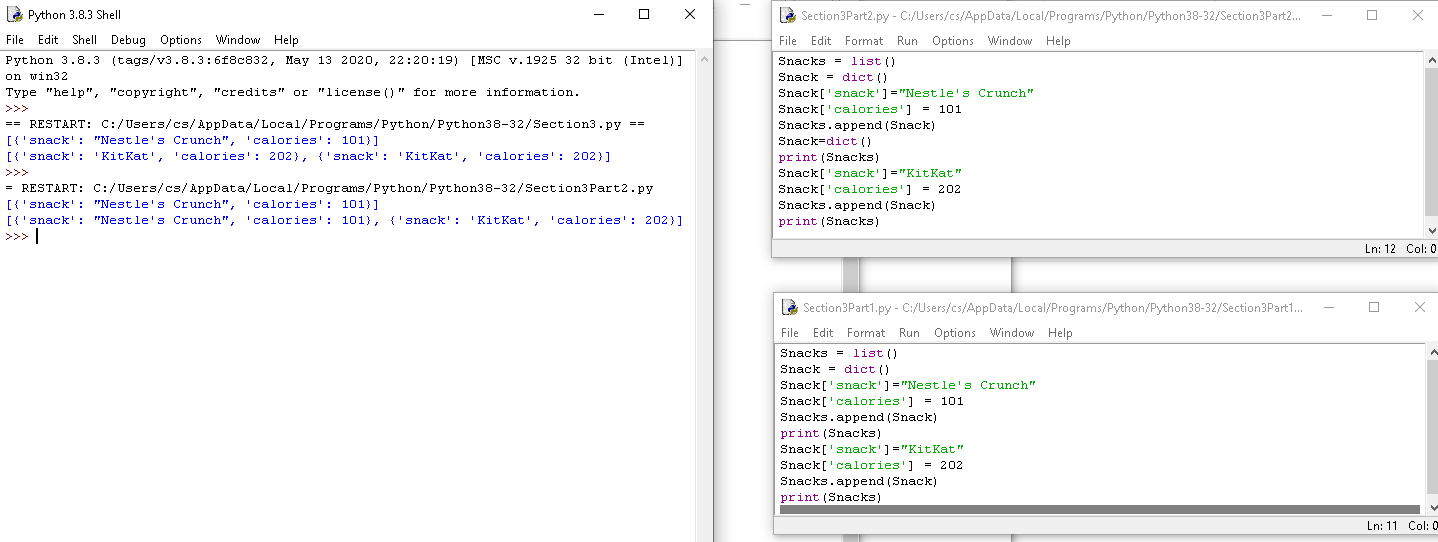 Python 3.8.3 Shell
File Edit Shell Debug Options Window Help
Python 3.8.3 (tags/v3.8.3:6f8c832, May 13 2020, 22:20:19) [MSC v.1925 32 bit (Intel)]
on win32
Type "help", "copyright", "credits" or "license()" for more information.
>>>
== RESTART: C:/Users/cs/AppData/Local/Programs/Python/Python38-32/Section3.py ==
[{'snack': "Nestle's Crunch", 'calories': 101}]
[{'snack': 'KitKat', 'calories': 202}, {'snack': 'KitKat', 'calories': 202}]
>>>
= RESTART: C:/Users/cs/AppData/Local/Programs/Python/Python38-32/Section3Part2.py
[{'snack': "Nestle's Crunch", 'calories': 101}]
[{'snack': "Nestle's Crunch", 'calories': 101}, {'snack': 'KitKat', 'calories': 202}]
>>>
Section3Part2.py - C:/Users/cs/AppData/Local/Programs/Python/Python38-32/Section3Part2...
File Edit Format Run Options Window Help
Snacks = list()
Snack = dict()
Snack['snack']="Nestle's Crunch"
Snack['calories'] = 101
Snacks.append(Snack)
Snack=dict()
print(Snacks)
Snack['snack']="KitKat"
Snack['calories'] = 202
Snacks.append(Snack)
print(Snacks)
Ln: 12 Col: 0
Section3Part1.py - C:/Users/cs/AppData/Local/Programs/Python/Python38-32/Section3Part1...
File Edit Format Run Options Window Help
Snacks = list()
Snack = dict()
Snack['snack']="Nestle's Crunch"
Snack['calories'] = 101
Snacks.append(Snack)
print(Snacks)
Snack['snack']="KitKat"
Snack['calories'] = 202
Snacks.append(Snack)
print(Snacks)
Ln: 11 Col: 0